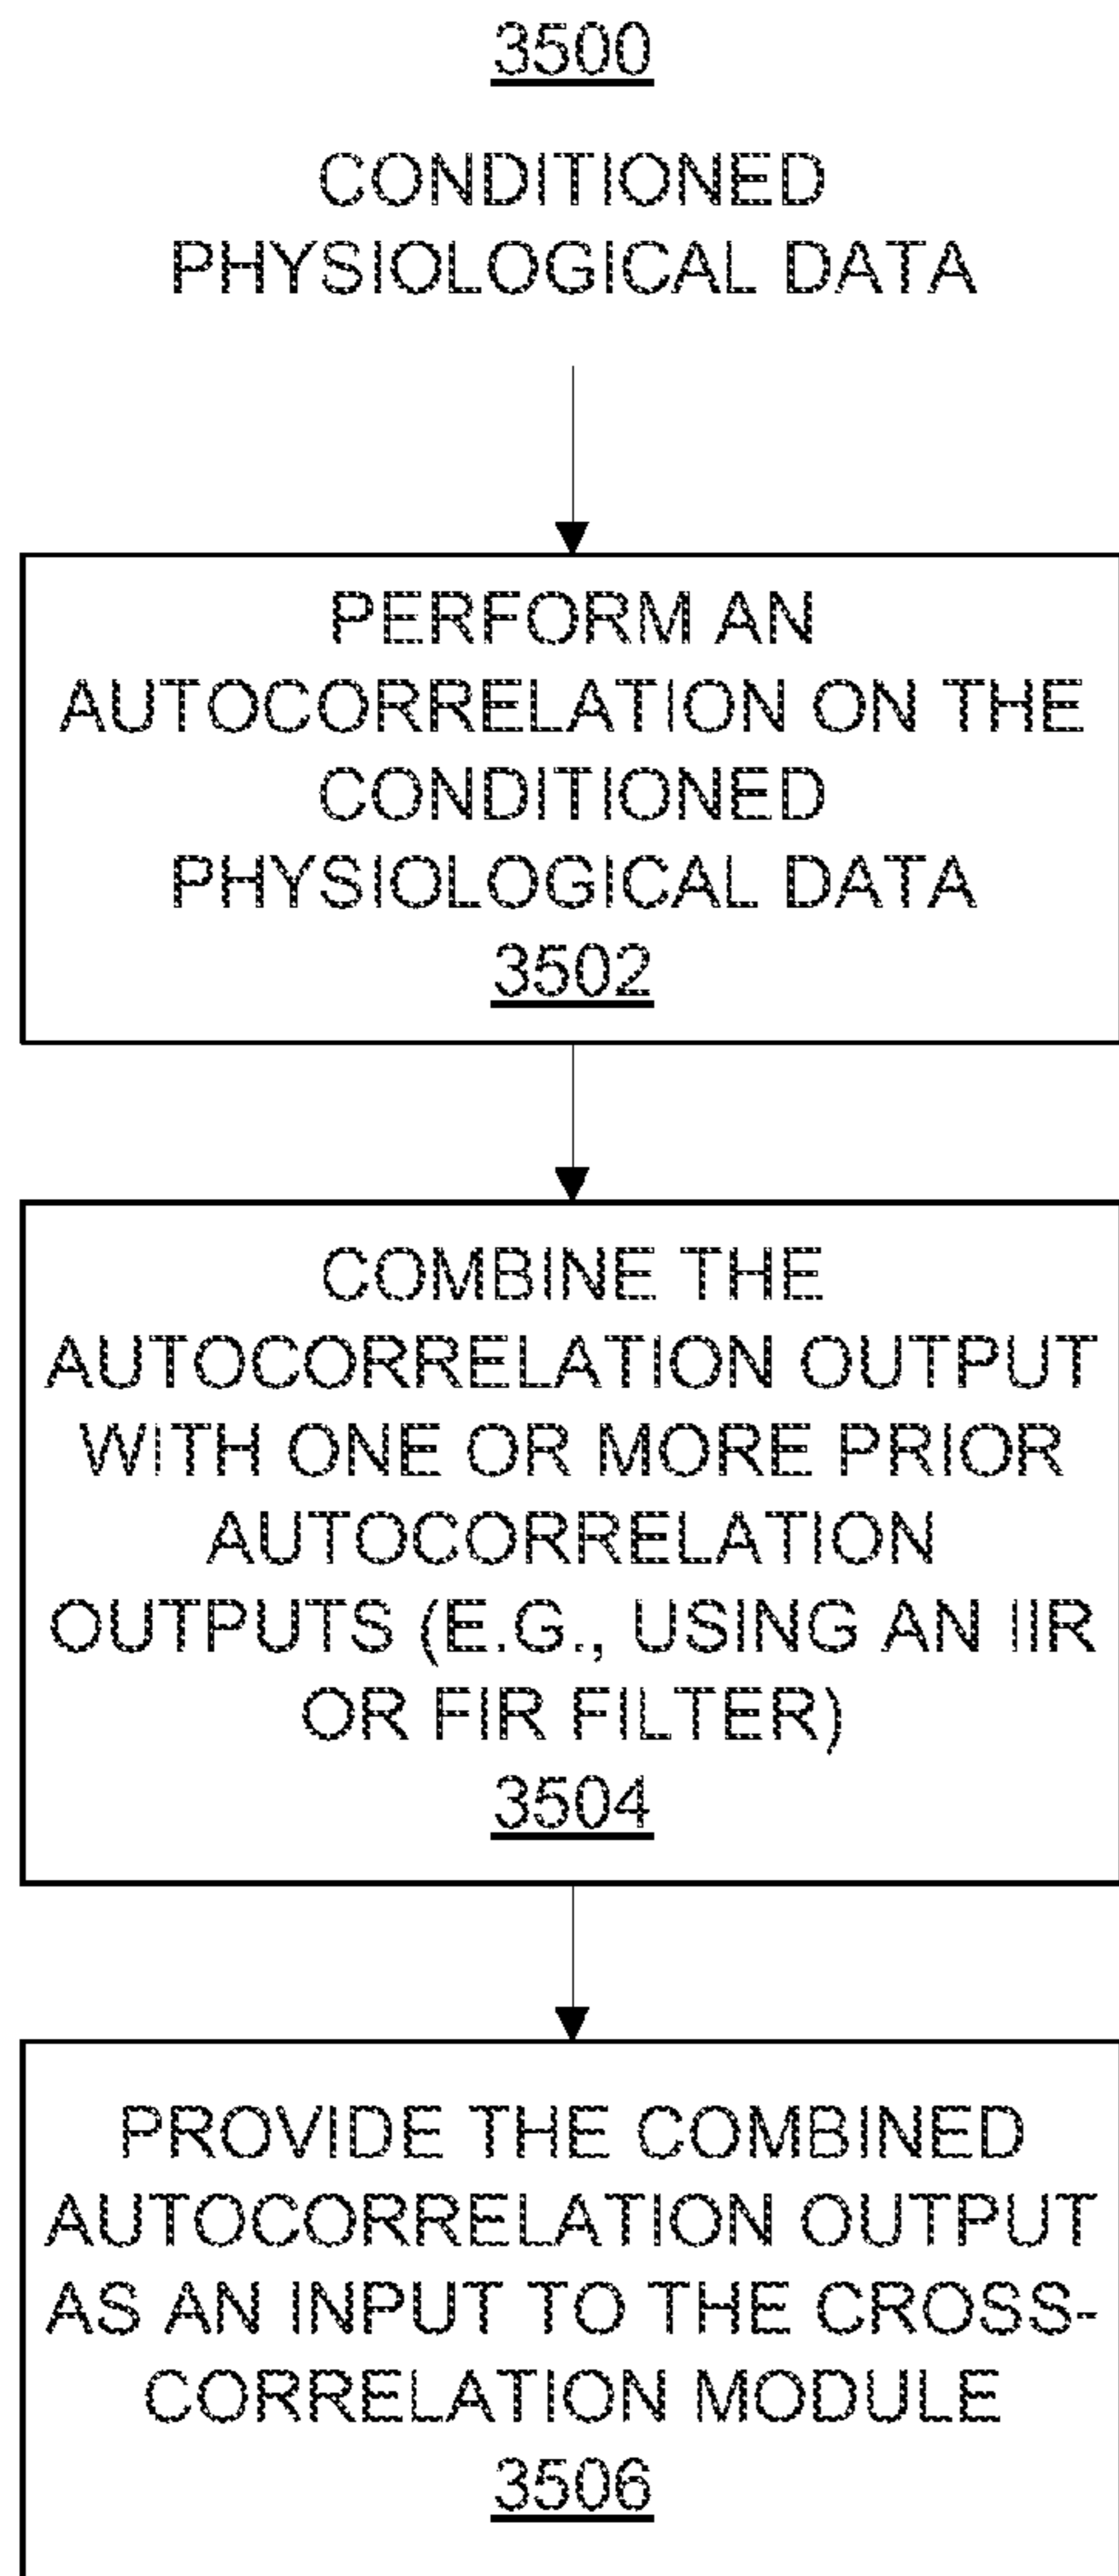 3500
CONDITIONED
PHYSIOLOGICAL DATA
PERFORM AN
AUTOCORRELATION ON THE
CONDITIONED
PHYSIOLOGICAL DATA
3502
COMBINE THE
AUTOCORRELATION OUTPUT
WITH ONE OR MORE PRIOR
AUTOCORRELATION
OUTPUTS (E.G., USING AN IIR
OR FIR FILTER)
3504
PROVIDE THE COMBINED
AUTOCORRELATION OUTPUT
AS AN INPUT TO THE CROSS-
CORRELATION MODULE
3506